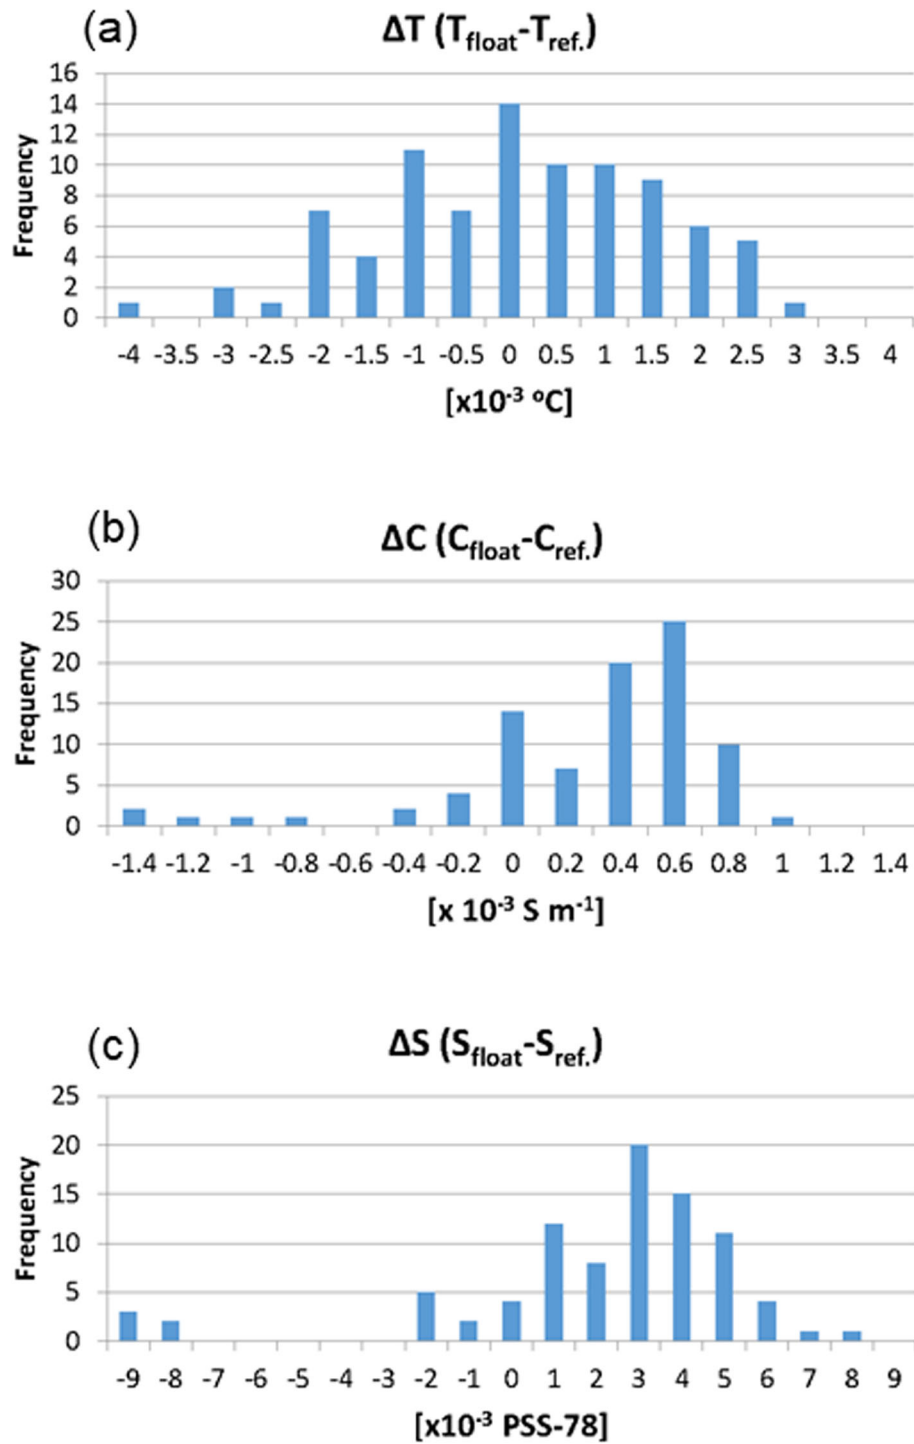 (a)
ΔT (Tfloat-Tref.)
16
14
12
10
8
6
4
2
0
Frequency
-4 -3.5 -3 -2.5 -2 -1.5 -1 -0.5 0 0.5 1 1.5 2 2.5 3 3.5 4
[x10-3 ºC]
(b)
ΔC (Cfloat-Cref.)
30
25
20
15
10
5
0
Frequency
-1.4 -1.2 -1 -0.8 -0.6 -0.4 -0.2 0 0.2 0.4 0.6 0.8 1 1.2 1.4
[x 10-3 S m-1]
(c)
ΔS (Sfloat-Sref.)
25
20
15
10
5
0
Frequency
-9 -8 -7 -6 -5 -4 -3 -2 -1 0 1 2 3 4 5 6 7 8 9
[x10-3 PSS-78]